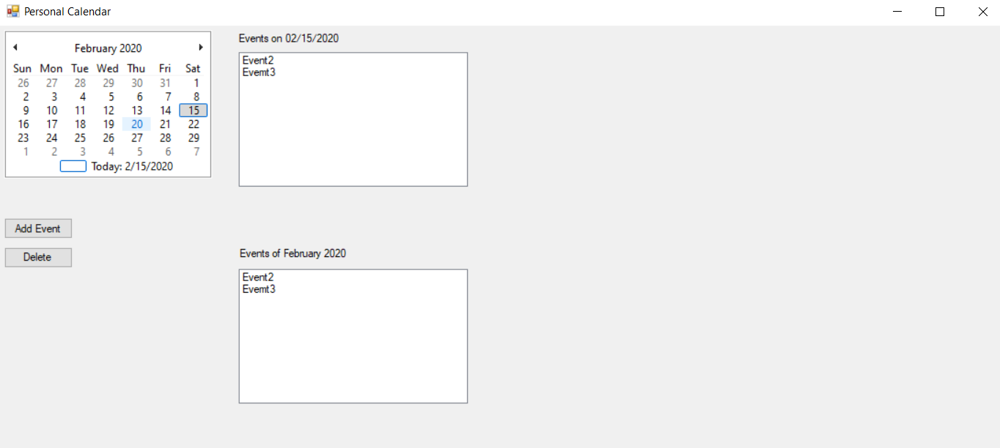 Personal Calendar
February 2020
Sun Mon Tue Wed Thu Fri Sat
26 27 28 29 30 31 1
2 3 4 5 6 7 8
9 10 11 12 13 14 15
16 17 18 19 20 21 22
23 24 25 26 27 28 29
1 2 3 4 5 6 7
Today: 2/15/2020
Add Event
Delete
Events on 02/15/2020
Event2
Evemt3
Events of February 2020
Event2
Evemt3